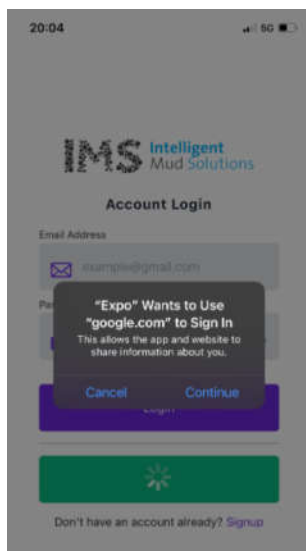 20:04
5G
IMS Intelligent
Mud Solutions
Account Login
Email Address
example@gmail.com
"Expo" Wants to Use
"google.com" to Sign In
This allows the app and website to
share information about you.
Cancel Continue
Login
Don't have an account already? Signup